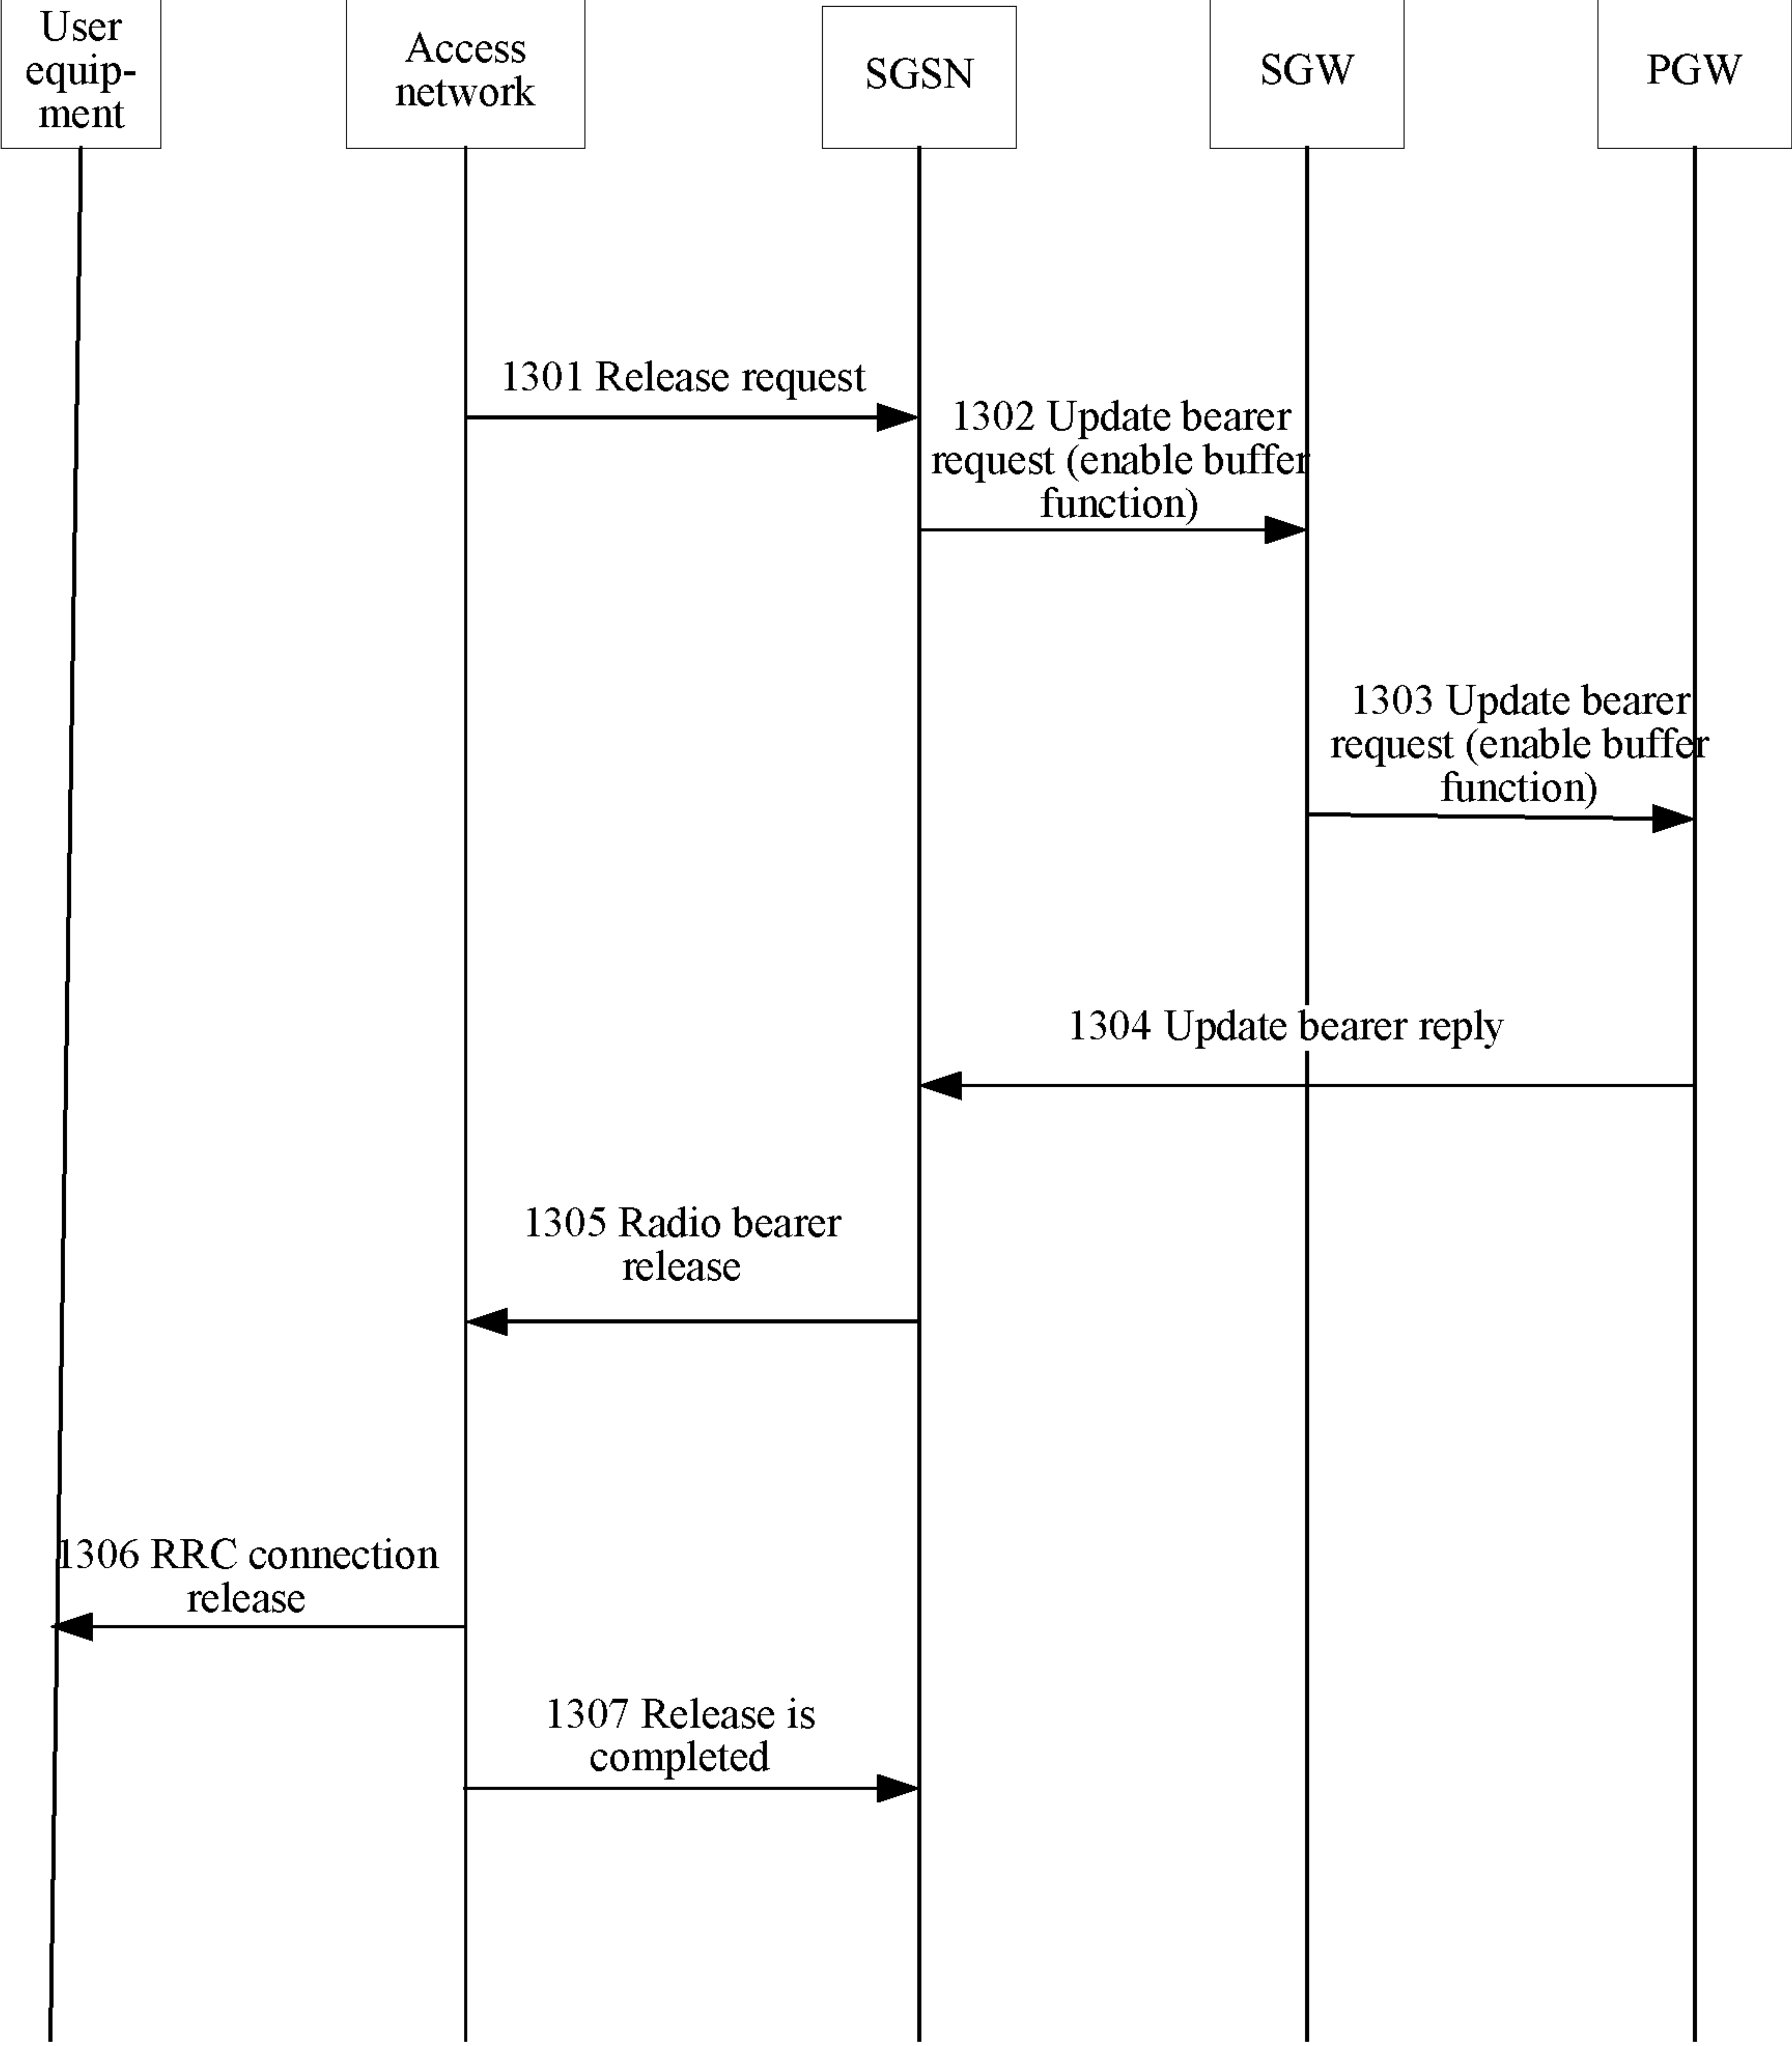 User
equip-
ment
Access
network
SGSN
SGW
PGW
1301 Release request
1302 Update bearer
request (enable buffer
function)
1303 Update bearer
request (enable buffer
function)
1304 Update bearer reply
1305 Radio bearer
release
1306 RRC connection
release
1307 Release is
completed